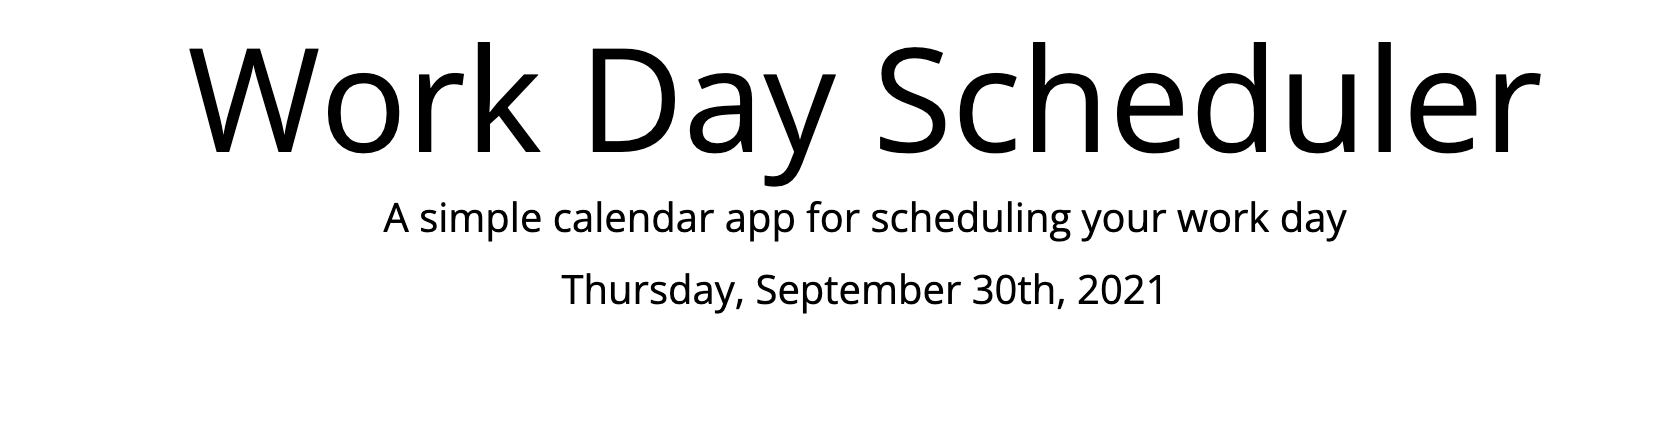 Work Day Scheduler
A simple calendar app for scheduling your work day
Thursday, September 30th, 2021